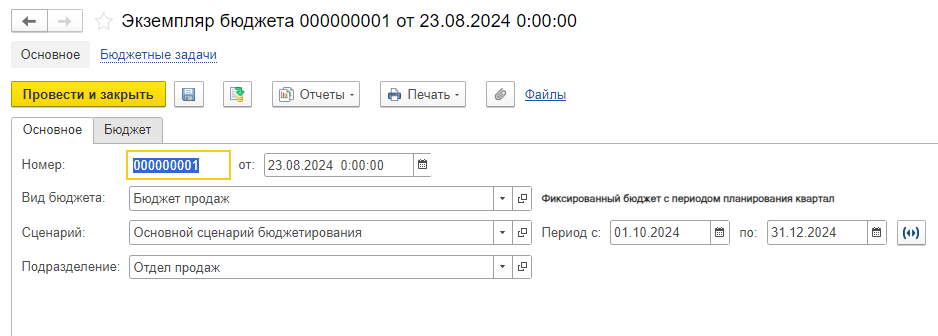 Экземпляр бюджета 000000001 от 23.08.2024 0:00:00
Основное Бюджетные задачи
Провести и закрыть Отчеты Печать Файлы
Основное Бюджет
Номер: 000000001 от: 23.08.2024 0:00:00
Вид бюджета: Бюджет продаж Фиксированный бюджет с периодом планирования квартал
Сценарий: Основной сценарий бюджетирования Период с: 01.10.2024 по: 31.12.2024
Подразделение: Отдел продаж